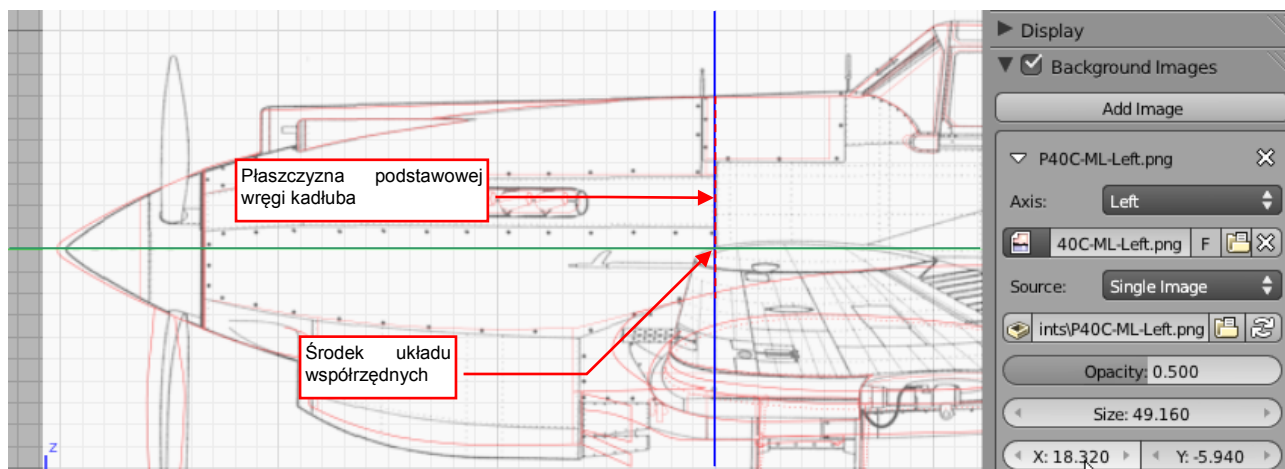 Płaszczyzna podstawowej
wręgi kadłuba
Środek układu
współrzędnych
z
Display
Background Images
Add Image
P40C-ML-Left.png
Axis: Left
40C-ML-Left.png F
Source: Single Image
ints\P40C-ML-Left.png
Opacity: 0.500
Size: 49.160
X: 18.320 Y: -5.940